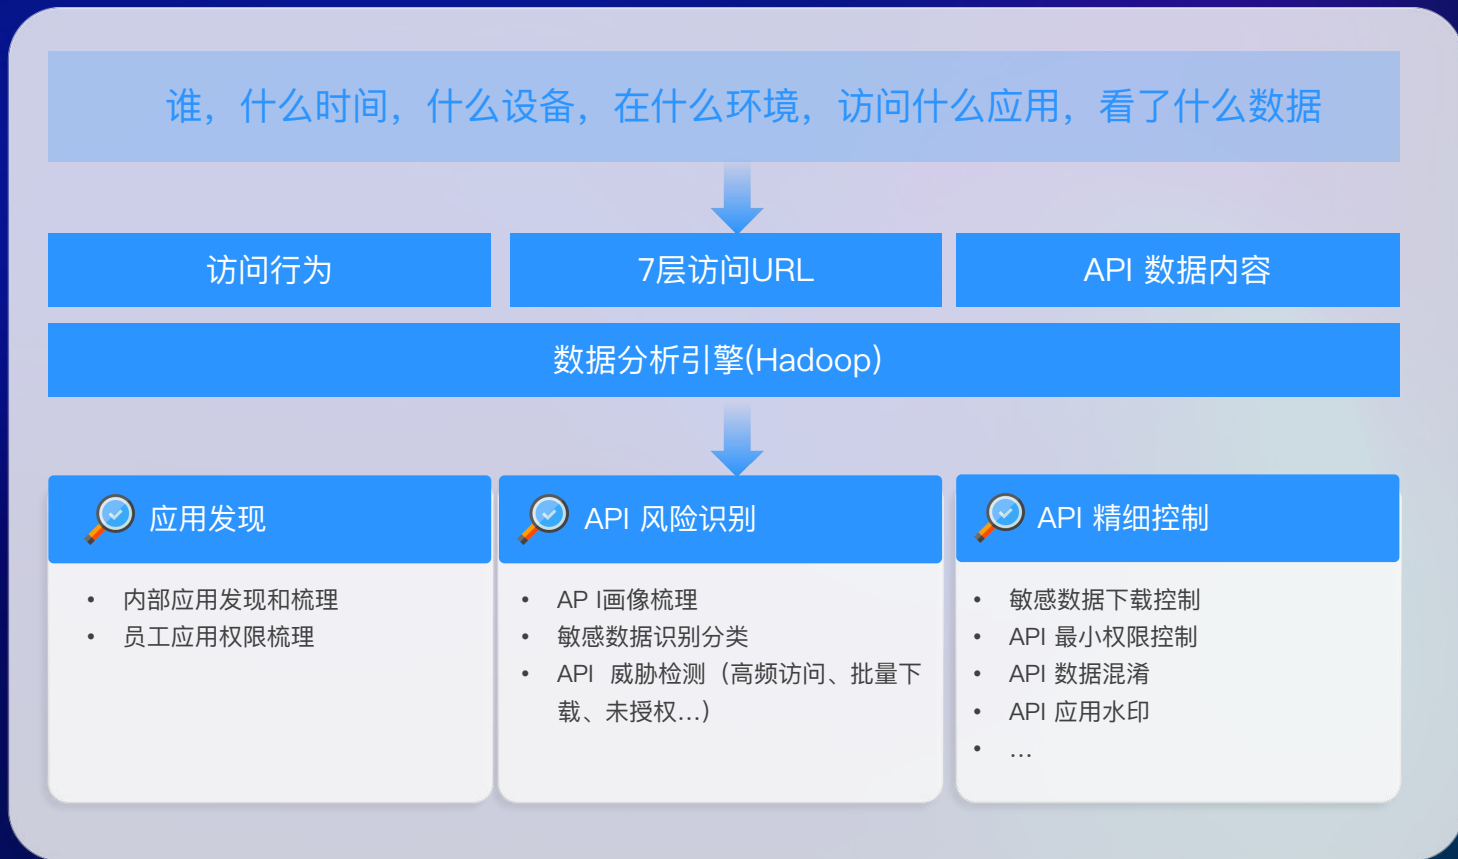 谁，什么时间，什么设备，在什么环境，访问什么应用，看了什么数据
访问行为
7层访问URL
API 数据内容
数据分析引擎(Hadoop)
应用发现
• 内部应用发现和梳理
• 员工应用权限梳理
API 风险识别
• AP I画像梳理
• 敏感数据识别分类
• API 威胁检测（高频访问、批量下
载、未授权...）
API 精细控制
• 敏感数据下载控制
• API 最小权限控制
• API 数据混淆
• API 应用水印
• ...